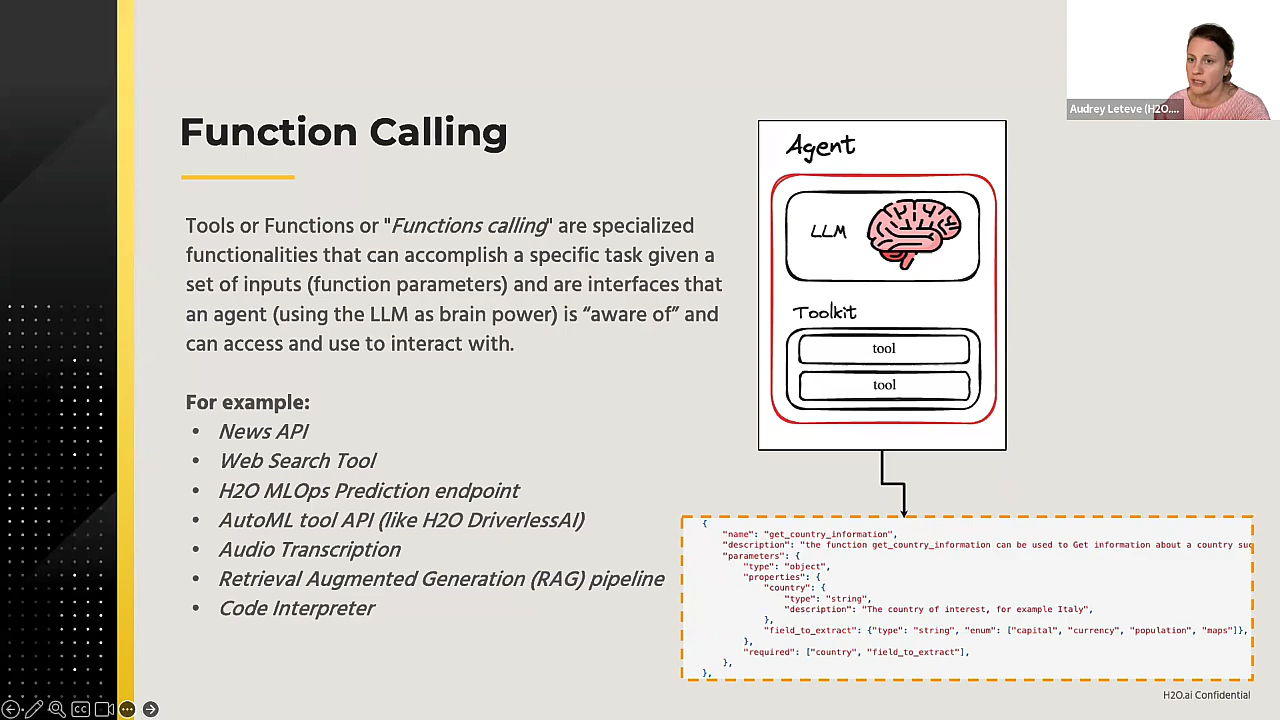 Function Calling
Tools or Functions or "Functions calling" are specialized
functionalities that can accomplish a specific task given a
set of inputs (function parameters) and are interfaces that
an agent (using the LLM as brain power) is “aware of” and
can access and use to interact with.
For example:
• News API
• Web Search Tool
• H2O MLOps Prediction endpoint
• AutoML tool API (like H2O DriverlessAI)
• Audio Transcription
• Retrieval Augmented Generation (RAG) pipeline
• Code Interpreter
Agent
LLM
Toolkit
tool
tool
{
"name": "get_country_information",
"description": "the function get_country_information can be used to Get information about a country suc
"parameters": {
"type": "object",
"properties": {
"country": {
"type": "string",
"description": "The country of interest, for example Italy",
},
"field_to_extract": {"type": "string", "enum": ["capital", "currency", "population", "maps"]},
},
"required": ["country", "field_to_extract"],
},
},
Audrey Leteve (H2O....
H2O.ai Confidential
CC